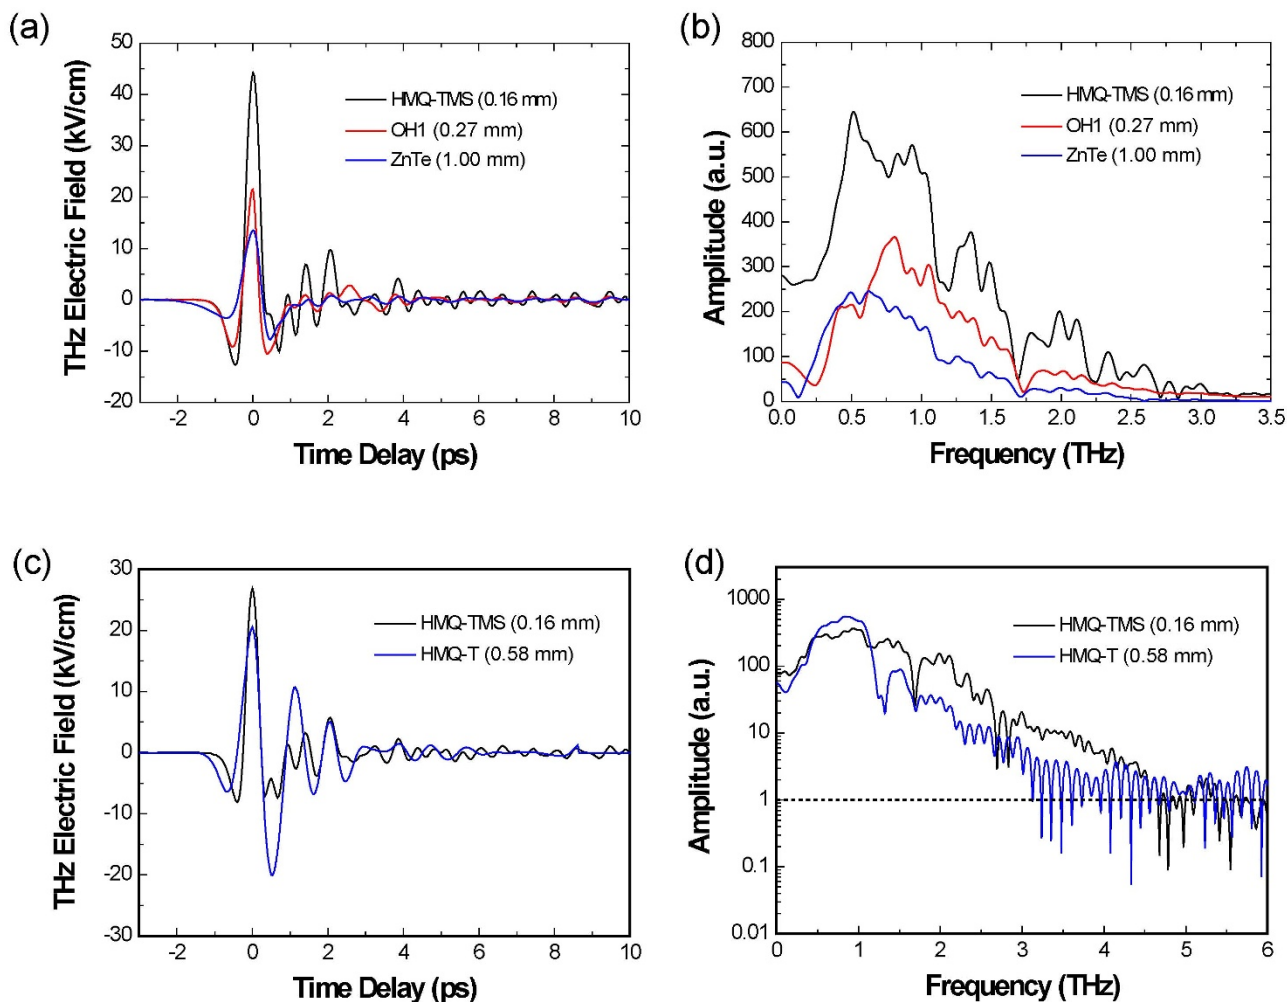 (a)
THz Electric Field (kV/cm)
50
40
30
20
10
0
-10
-20
HMQ-TMS (0.16 mm)
OH1 (0.27 mm)
ZnTe (1.00 mm)
-2 0 2 4 6 8 10
Time Delay (ps)
(b)
Amplitude (a.u.)
800
700
600
500
400
300
200
100
0
HMQ-TMS (0.16 mm)
OH1 (0.27 mm)
ZnTe (1.00 mm)
0.0 0.5 1.0 1.5 2.0 2.5 3.0 3.5
Frequency (THz)
(c)
THz Electric Field (kV/cm)
30
20
10
0
-10
-20
-30
HMQ-TMS (0.16 mm)
HMQ-T (0.58 mm)
-2 0 2 4 6 8 10
Time Delay (ps)
(d)
Amplitude (a.u.)
1000
100
10
1
0.1
0.01
HMQ-TMS (0.16 mm)
HMQ-T (0.58 mm)
0 1 2 3 4 5 6
Frequency (THz)